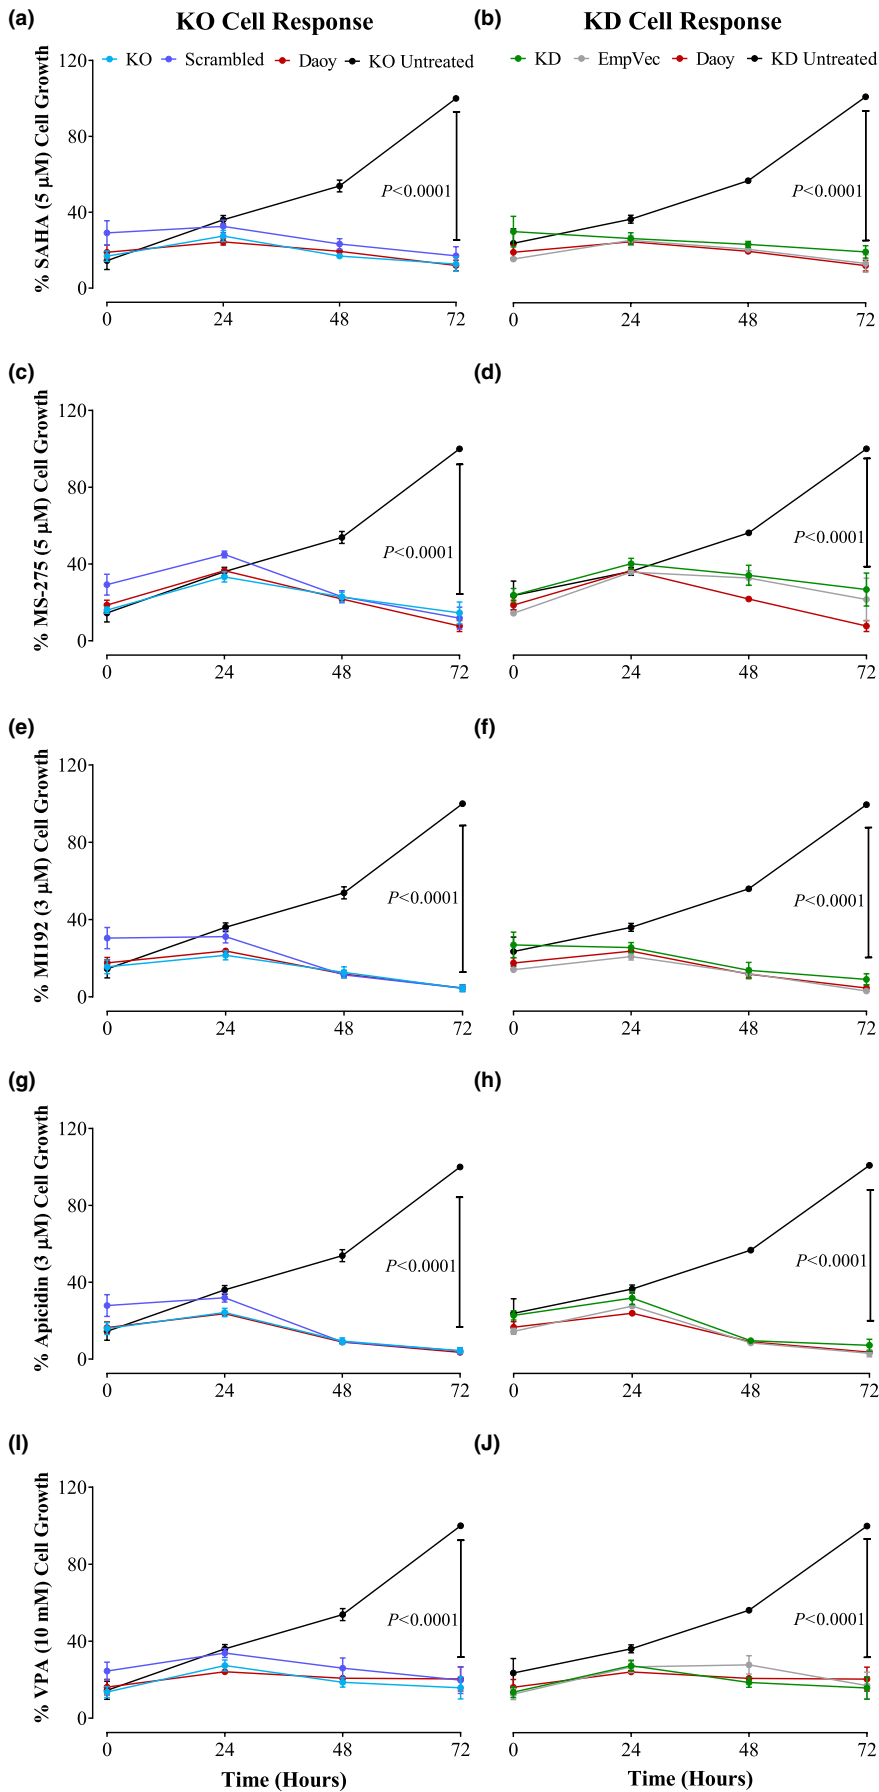 (a) KO Cell Response (b) KD Cell Response
KO Scrambled Daoy KO Untreated KD EmpVec Daoy KD Untreated
% SAHA (5 µM) Cell Growth
120
80
40
0
P<0.0001 P<0.0001
0 24 48 72 0 24 48 72
(c) (d)
% MS-275 (5 µM) Cell Growth
120
80
40
0
P<0.0001 P<0.0001
0 24 48 72 0 24 48 72
(e) (f)
% MI192 (3 µM) Cell Growth
120
80
40
0
P<0.0001 P<0.0001
0 24 48 72 0 24 48 72
(g) (h)
% Apicidin (3 µM) Cell Growth
120
80
40
0
P<0.0001 P<0.0001
0 24 48 72 0 24 48 72
(I) (J)
% VPA (10 mM) Cell Growth
120
80
40
0
P<0.0001 P<0.0001
0 24 48 72 0 24 48 72
Time (Hours) Time (Hours)